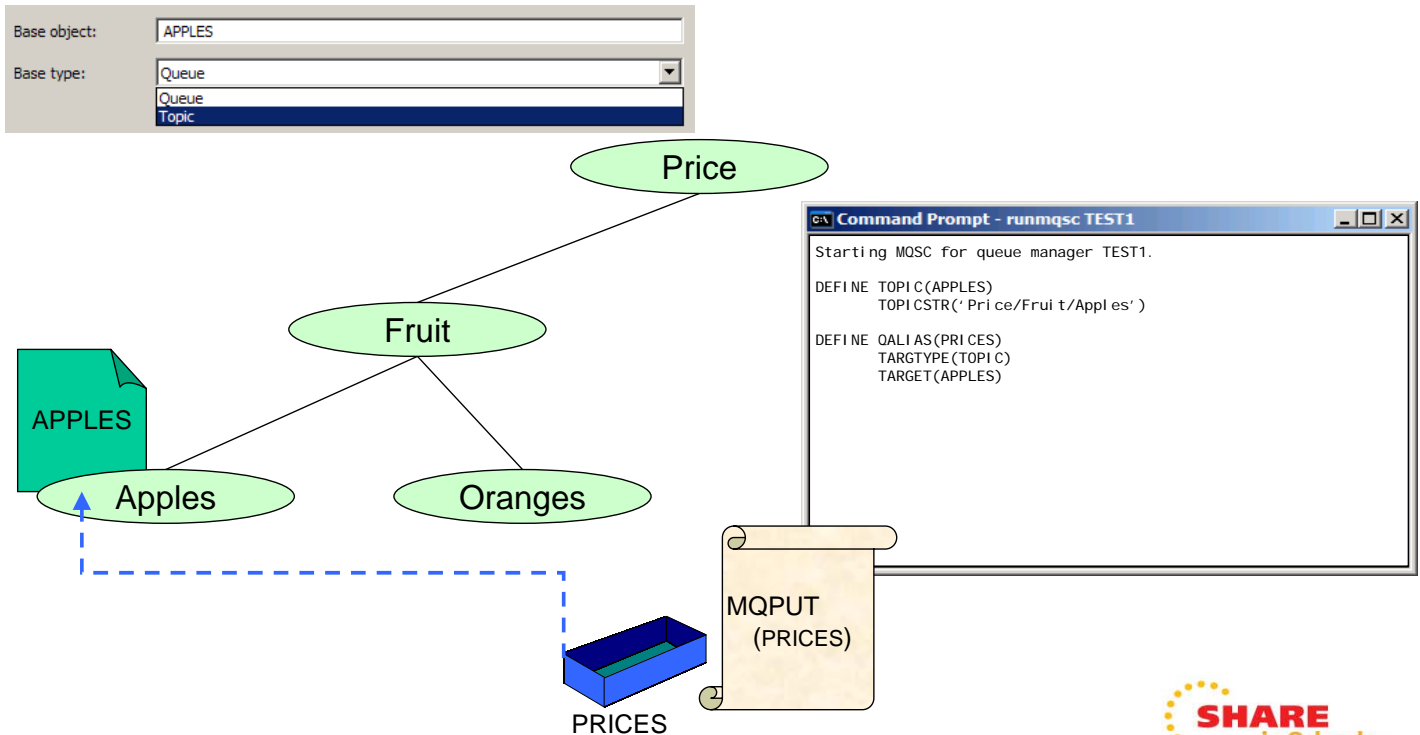 Base object: APPLES
Base type: Queue
Queue
Topic
Price
Fruit
APPLES
Apples
Oranges
Command Prompt - runmqsc TEST1
Starting MQSC for queue manager TEST1.
DEFINE TOPIC(APPLES)
TOPICSTR('Price/Fruit/Apples')
DEFINE QALIAS(PRICES)
TARGTYPE(TOPIC)
TARGET(APPLES)
MQPUT
(PRICES)
PRICES
SHARE